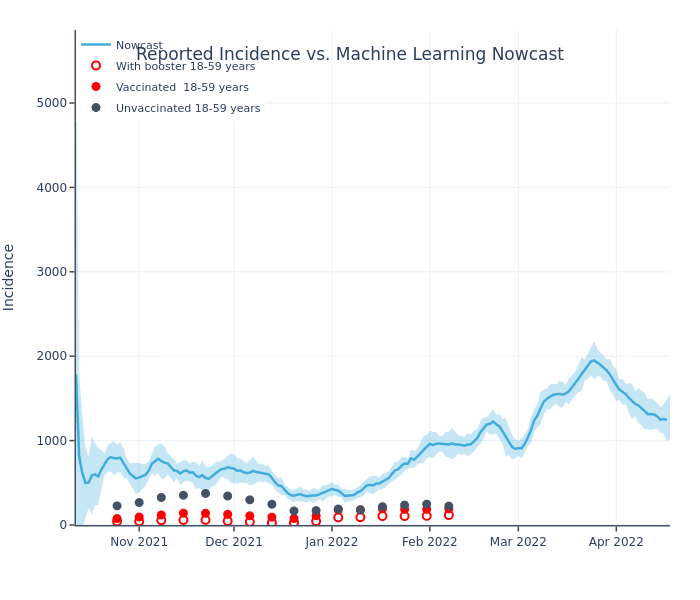 Reported Incidence vs. Machine Learning Nowcast
Nowcast
With booster 18-59 years
Vaccinated  18-59 years
Unvaccinated 18-59 years
Incidence
5000
4000
3000
2000
1000
0
Nov 2021
Dec 2021
Jan 2022
Feb 2022
Mar 2022
Apr 2022